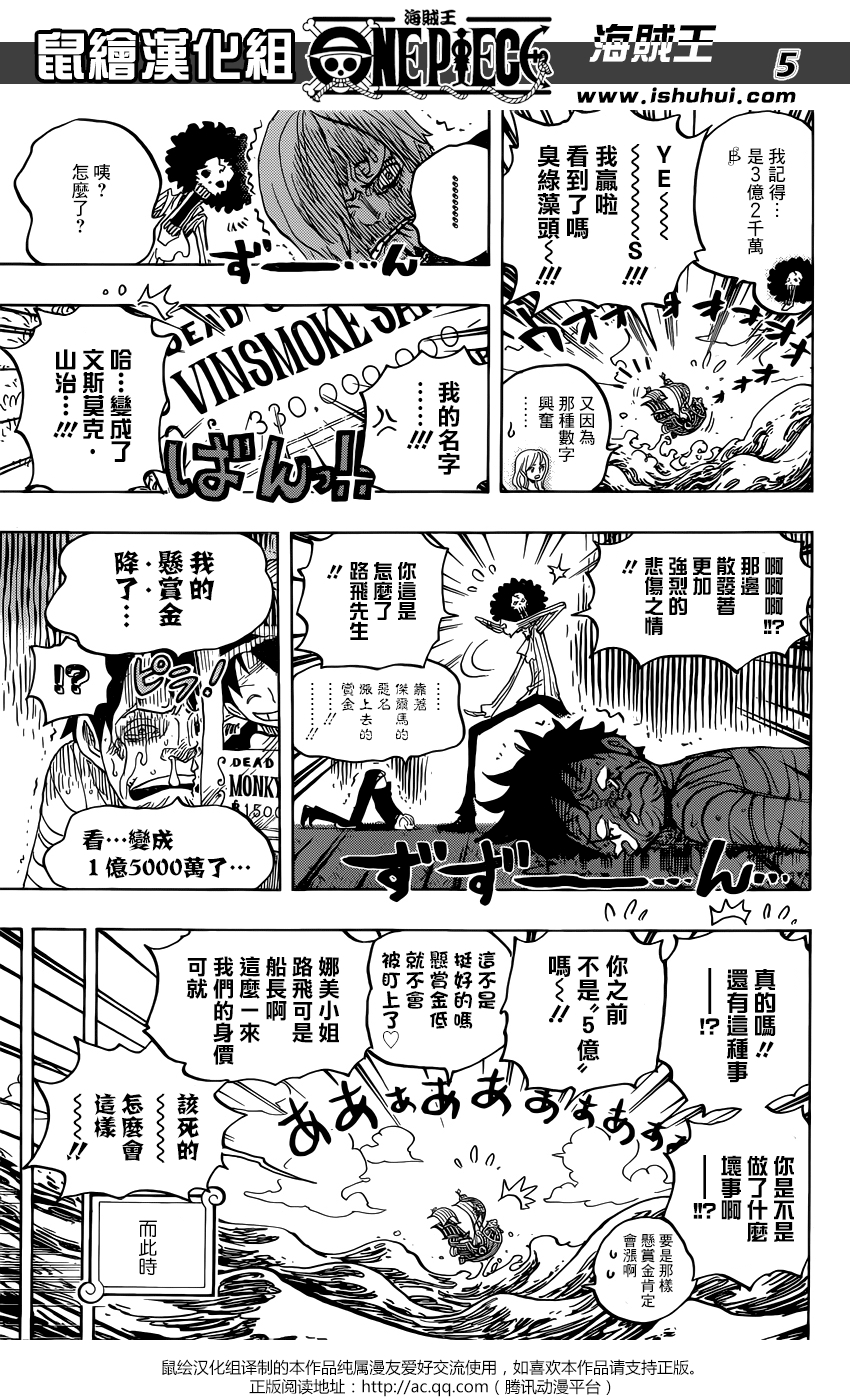 鼠繪漢化組
海賊王
ONE PIECE
海賊王
5
www.ishuhui.com
我記得…
是3億2千萬
YE～～～～S!!!
我贏啦
看到了嗎
臭綠藻頭～!!!
又因為
那種數字
興奮
……
…………
咦?
怎麼了?
ずーーん
DEAD O
VINSMOKE SA
330,000,000
我的名字
……!!!
哈…變成了
文斯莫克・
山治…!!!
ばんっ!!
啊啊啊!!?
那邊
散發著
更加
強烈的
悲傷之情
!!
你這是
怎麼了
路飛先生
!!
靠著
傑爾馬的
惡名
漲上去的
賞金
……
……!!!
ずずーーん…
我的
懸賞金
降了…
ピラ!
!?
DEAD
MONKY
฿1500
看…變成
1億5000萬了…
真的嗎!!
還有這種事
——!?
你是不是
做了什麼
壞事啊
——!!?
要是那樣
懸賞金肯定
會漲啊
你之前
不是〝5億〞
嗎～～!!
這不是
挺好的嗎
懸賞金低
就不會
被盯上了♡
娜美小姐
路飛可是
船長啊
這麼一來
我們的身價
可就
ああぁああぁああぁ
該死的
～～～
怎麼會
這樣
～～～!!
而此時
鼠绘汉化组译制的本作品纯属漫友爱好交流使用，如喜欢本作品请支持正版。
正版阅读地址：http://ac.qq.com（腾讯动漫平台）